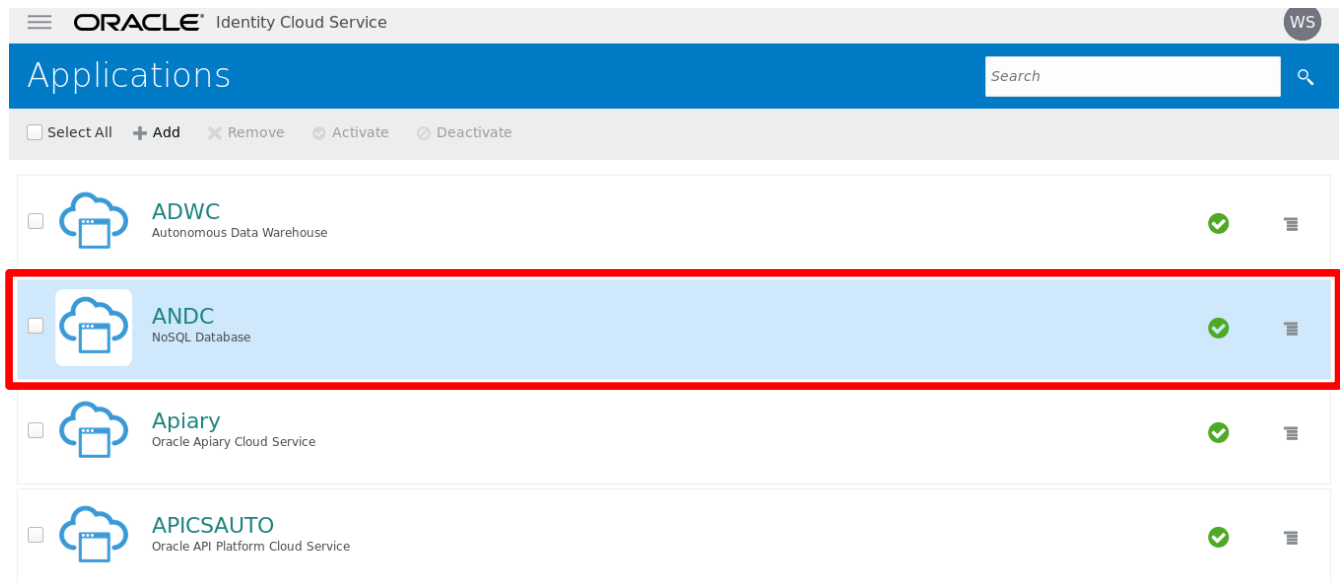 ORACLE Identity Cloud Service WS
Applications Search
Select All Add Remove Activate Deactivate
ADWC
Autonomous Data Warehouse
ANDC
NoSQL Database
Apiary
Oracle Apiary Cloud Service
APICSAUTO
Oracle API Platform Cloud Service